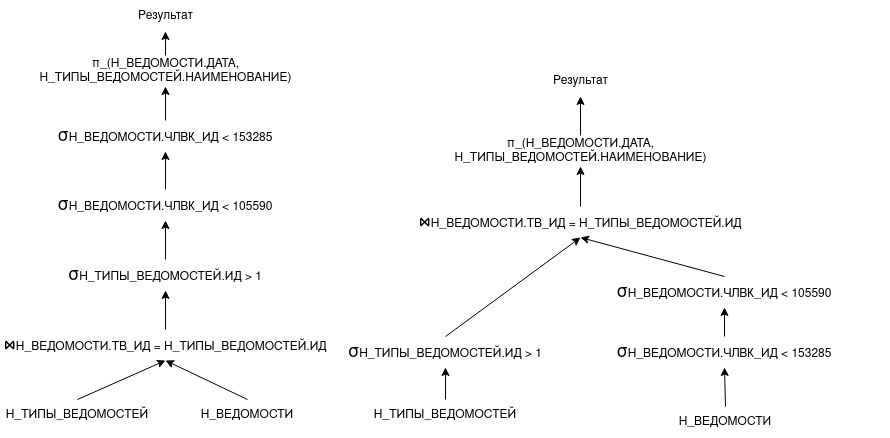 Результат
π_(Н_ВЕДОМОСТИ.ДАТА,
Н_ТИПЫ_ВЕДОМОСТЕЙ.НАИМЕНОВАНИЕ)
σН_ВЕДОМОСТИ.ЧЛВК_ИД < 153285
σН_ВЕДОМОСТИ.ЧЛВК_ИД < 105590
σН_ТИПЫ_ВЕДОМОСТЕЙ.ИД > 1
⋈Н_ВЕДОМОСТИ.ТВ_ИД = Н_ТИПЫ_ВЕДОМОСТЕЙ.ИД
Н_ТИПЫ_ВЕДОМОСТЕЙ
Н_ВЕДОМОСТИ
Результат
π_(Н_ВЕДОМОСТИ.ДАТА,
Н_ТИПЫ_ВЕДОМОСТЕЙ.НАИМЕНОВАНИЕ)
⋈Н_ВЕДОМОСТИ.ТВ_ИД = Н_ТИПЫ_ВЕДОМОСТЕЙ.ИД
σН_ВЕДОМОСТИ.ЧЛВК_ИД < 105590
σН_ТИПЫ_ВЕДОМОСТЕЙ.ИД > 1
σН_ВЕДОМОСТИ.ЧЛВК_ИД < 153285
Н_ТИПЫ_ВЕДОМОСТЕЙ
Н_ВЕДОМОСТИ